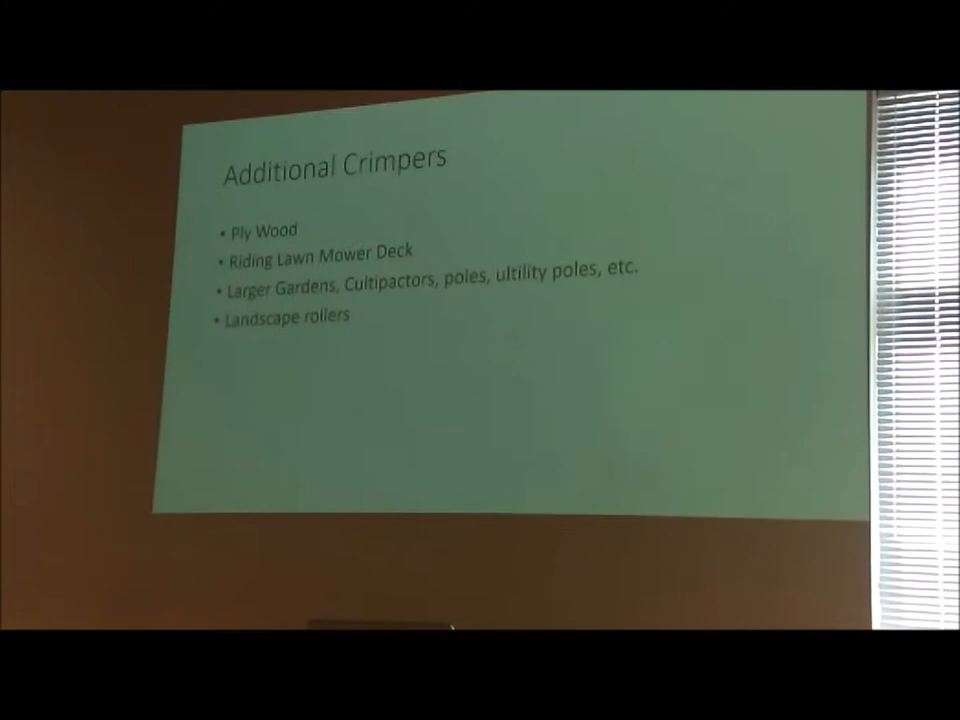 Additional Crimpers
• Ply Wood
• Riding Lawn Mower Deck
• Larger Gardens, Cultipactors, poles, ultility poles, etc.
• Landscape rollers